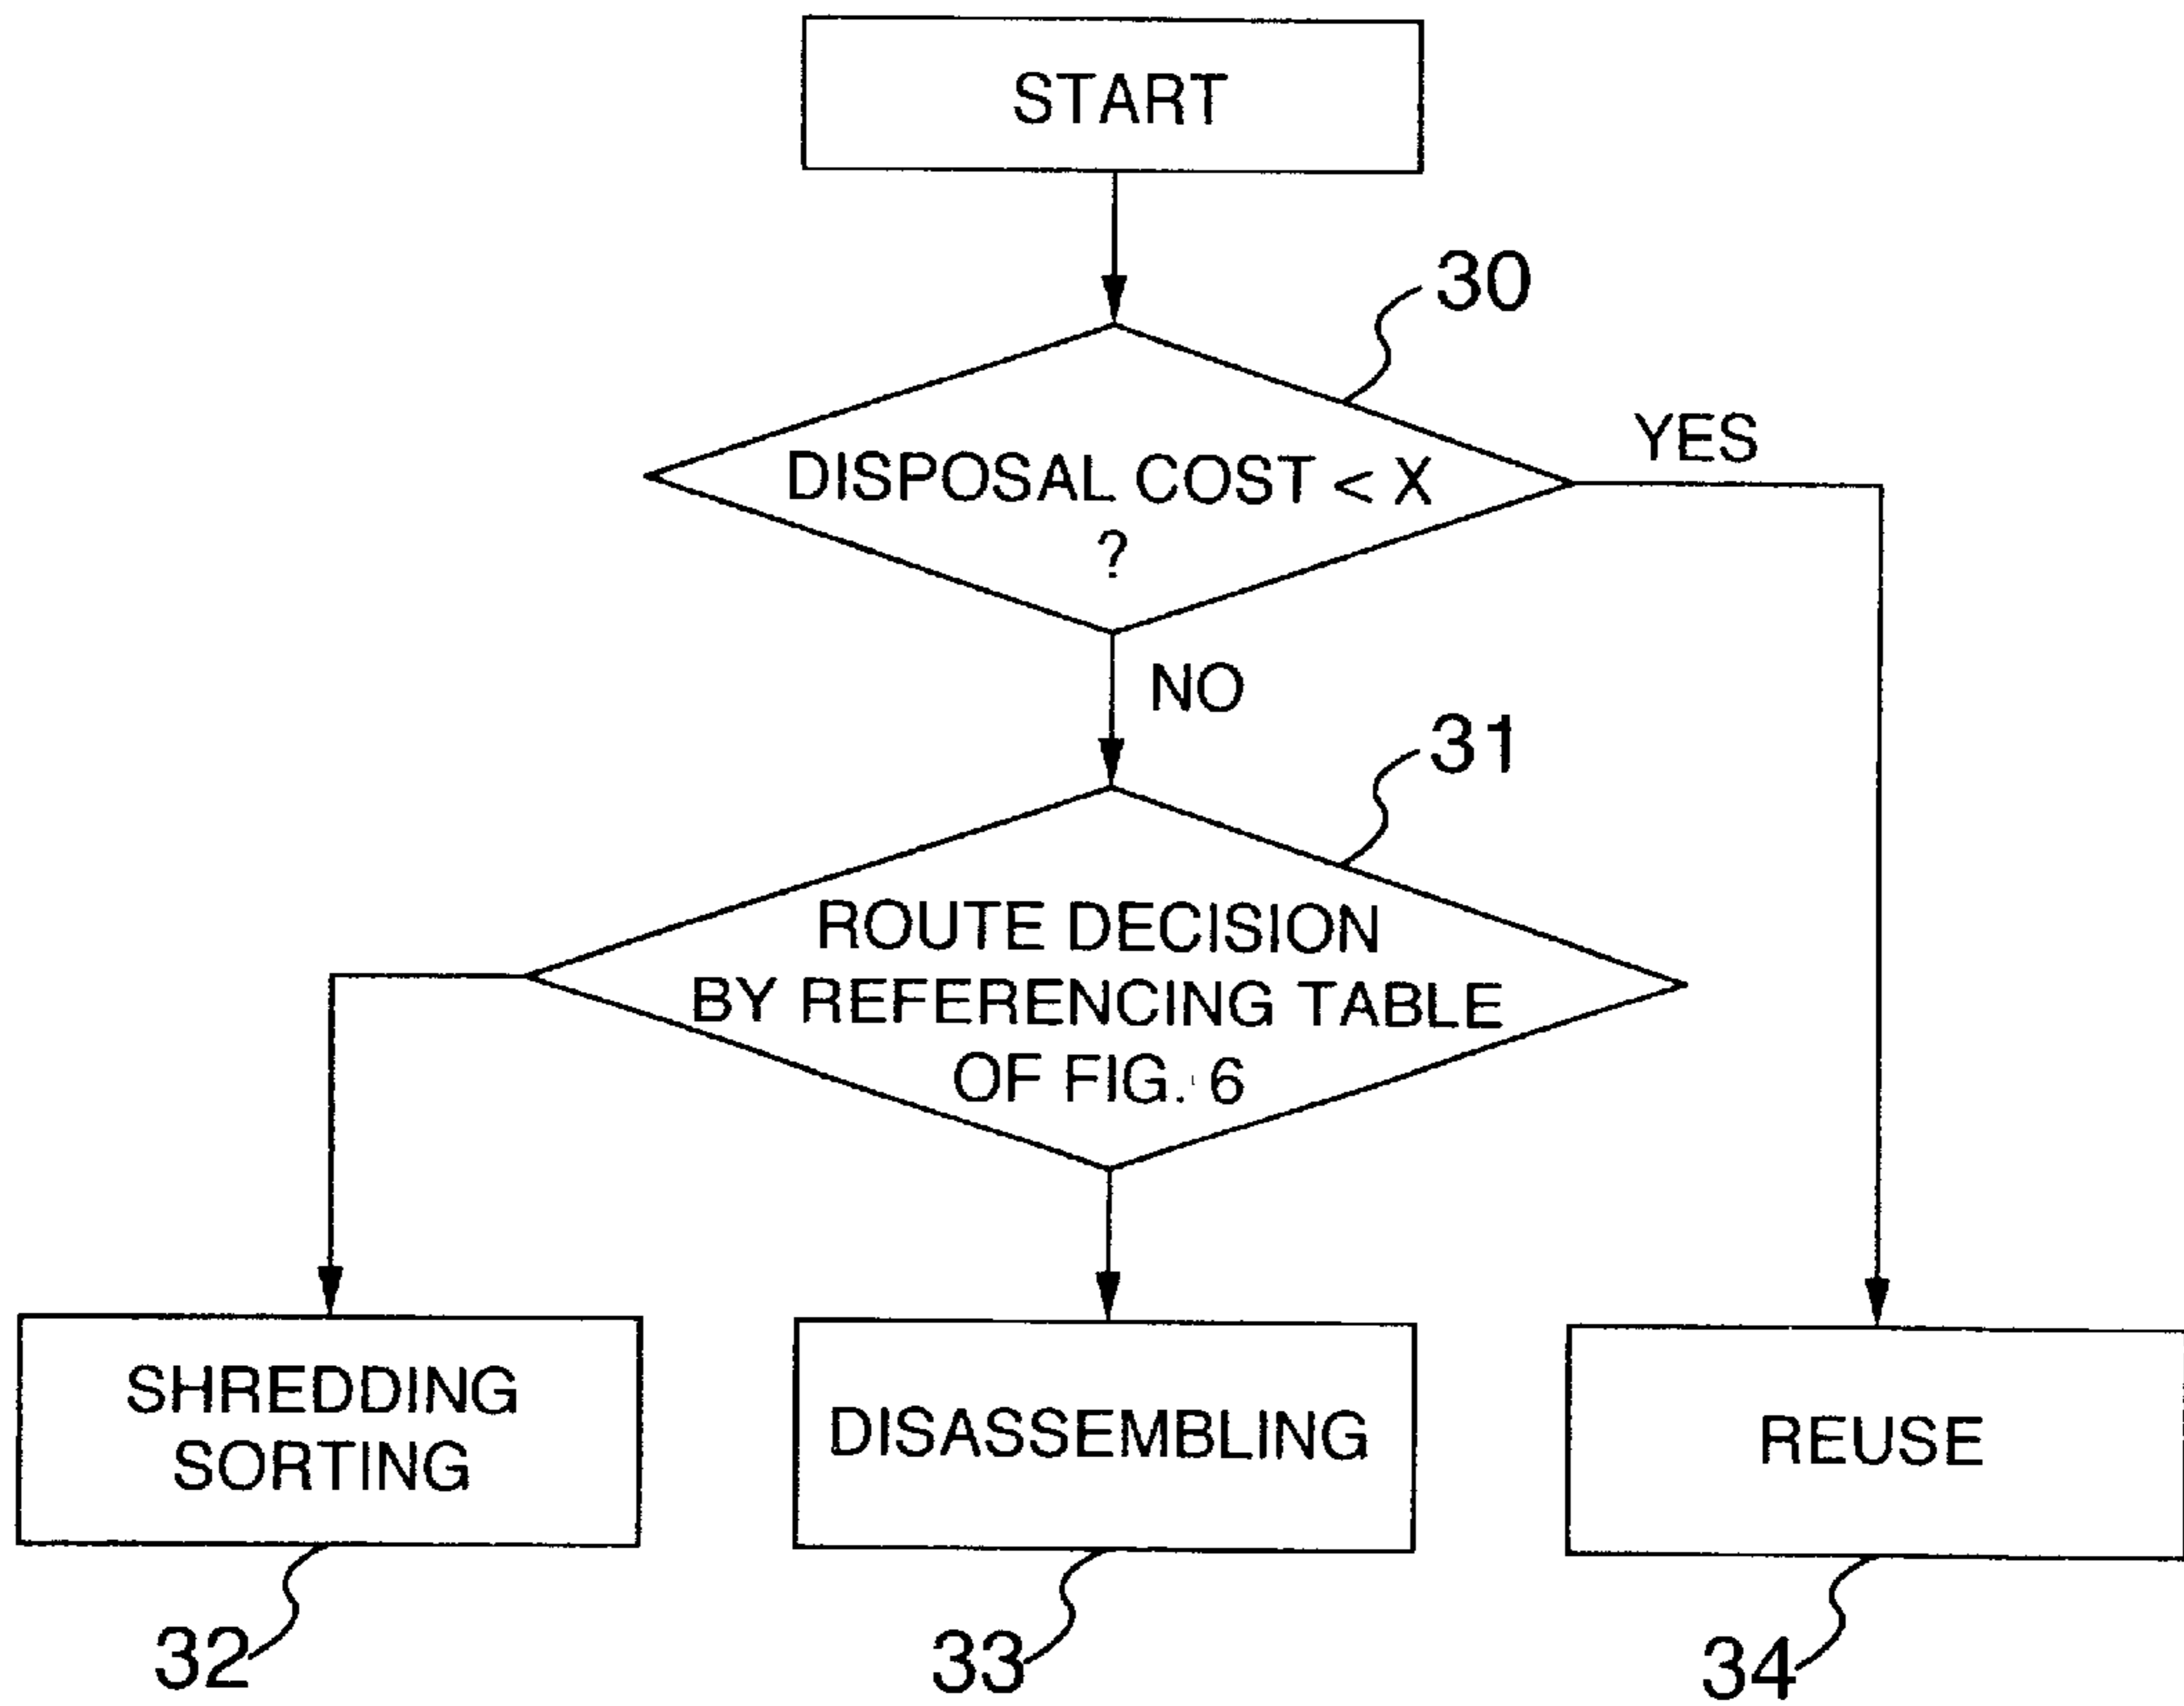 START
30
YES
DISPOSAL COST < X
?
NO
31
ROUTE DECISION
BY REFERENCING TABLE
OF FIG. 6
SHREDDING
SORTING
DISASSEMBLING
REUSE
32
33
34